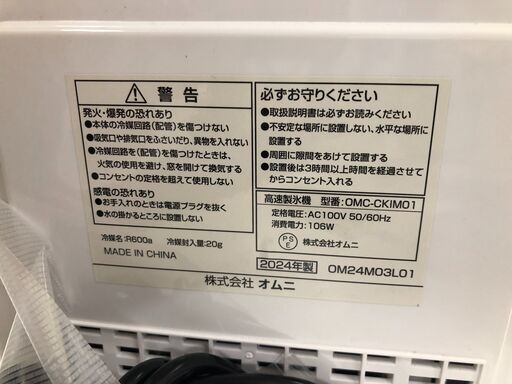 警告
発火・爆発の恐れあり
●本体の冷媒回路(配管)を傷つけない
●吸気口や排気口をふさいだり、異物を入れない
●冷媒回路を(配管)を傷つけたときは、
火気の使用を避け、窓を開けて換気する
●コンセントの定格を超えて使用しない
感電の恐れあり
●お手入れのときは電源プラグを抜く
●水の掛かるところに設置しない
冷媒名:R600a 冷媒封入量:20g
MADE IN CHINA
必ずお守りください
●取扱説明書は必ずお読みください
●不安定な場所に設置しない、水平な場所に
設置する
●周囲に隙間をあけて設置する
●設置後は3時間以上時間を経過させて
からコンセント入れる
高速製氷機 型番:OMC-CKIM01
定格電圧:AC100V 50/60Hz
消費電力:106W
PSE 株式会社オムニ
2024年製 OM24M03L01
株式会社 オムニ